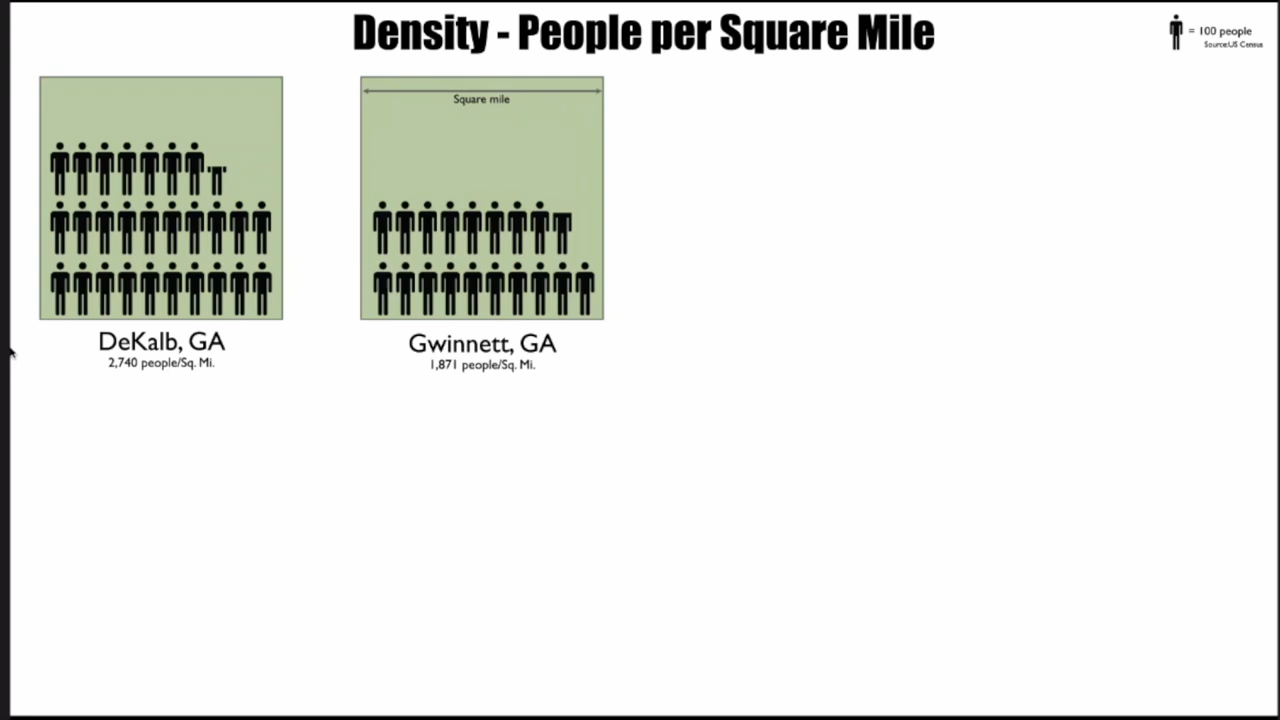 Density - People per Square Mile
= 100 people
Source:US Census
Square mile
DeKalb, GA
2,740 people/Sq. Mi.
Gwinnett, GA
1,871 people/Sq. Mi.